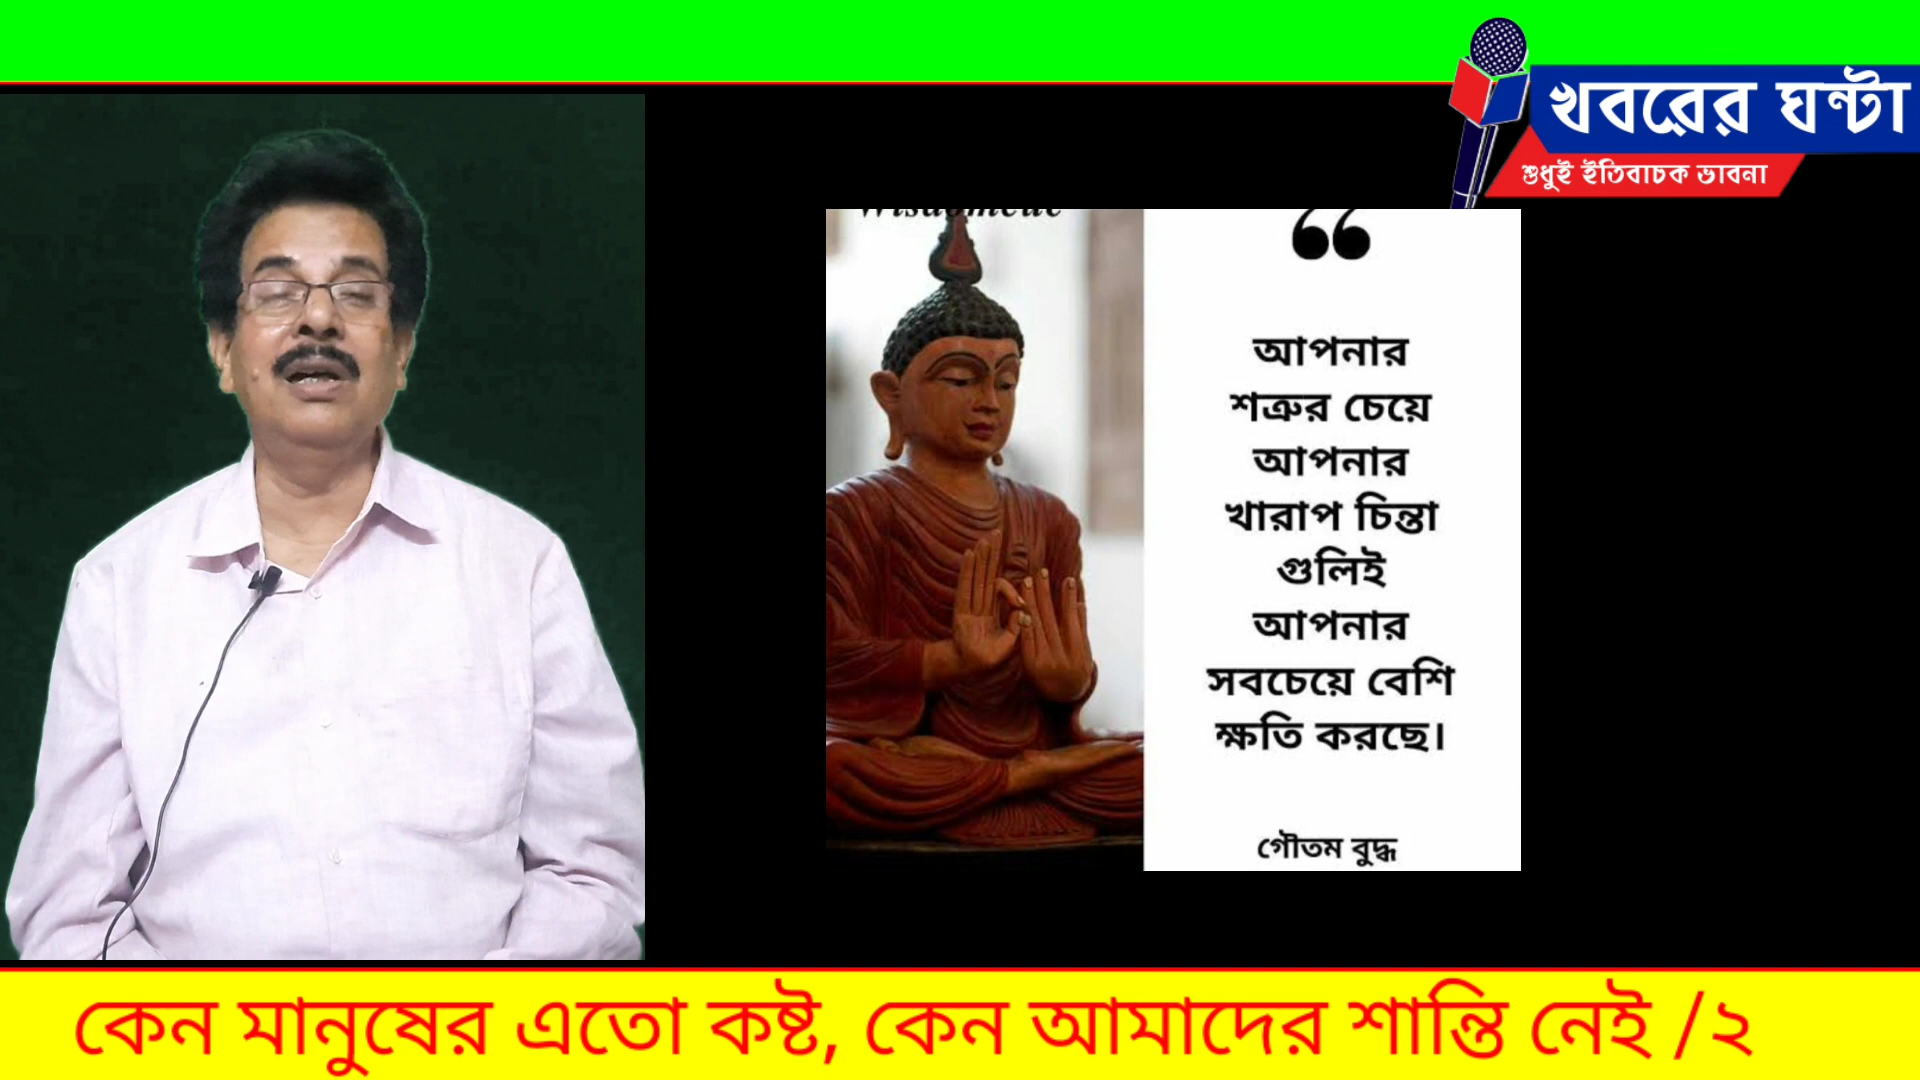 খবরের ঘন্টা
শুধুই ইতিবাচক ভাবনা
❝
আপনার
শত্রুর চেয়ে
আপনার
খারাপ চিন্তা
গুলিই
আপনার
সবচেয়ে বেশি
ক্ষতি করছে।
গৌতম বুদ্ধ
কেন মানুষের এতো কষ্ট, কেন আমাদের শান্তি নেই /২